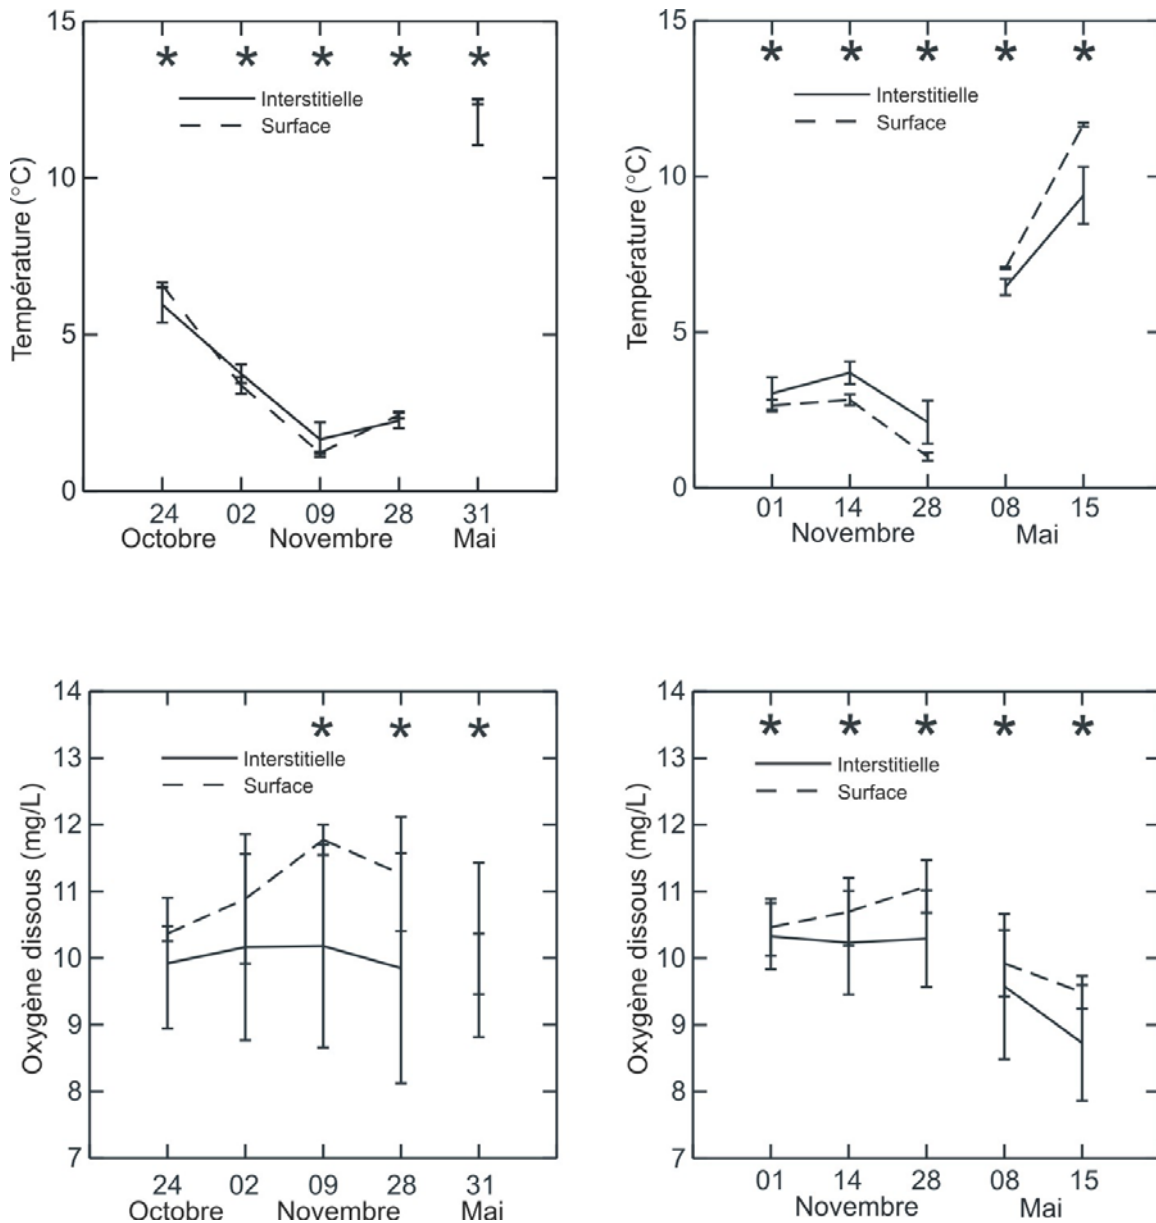 15
* * * * *
Interstitielle
Surface
10
5
0
Température (°C)
24 02 09 28 31
Octobre Novembre Mai
15
* * * * *
Interstitielle
Surface
10
5
0
Température (°C)
01 14 28 08 15
Novembre Mai
14
* * *
13
Interstitielle
Surface
12
11
10
9
8
7
Oxygène dissous (mg/L)
24 02 09 28 31
Octobre Novembre Mai
14
* * * * *
13
Interstitielle
Surface
12
11
10
9
8
7
Oxygène dissous (mg/L)
01 14 28 08 15
Novembre Mai